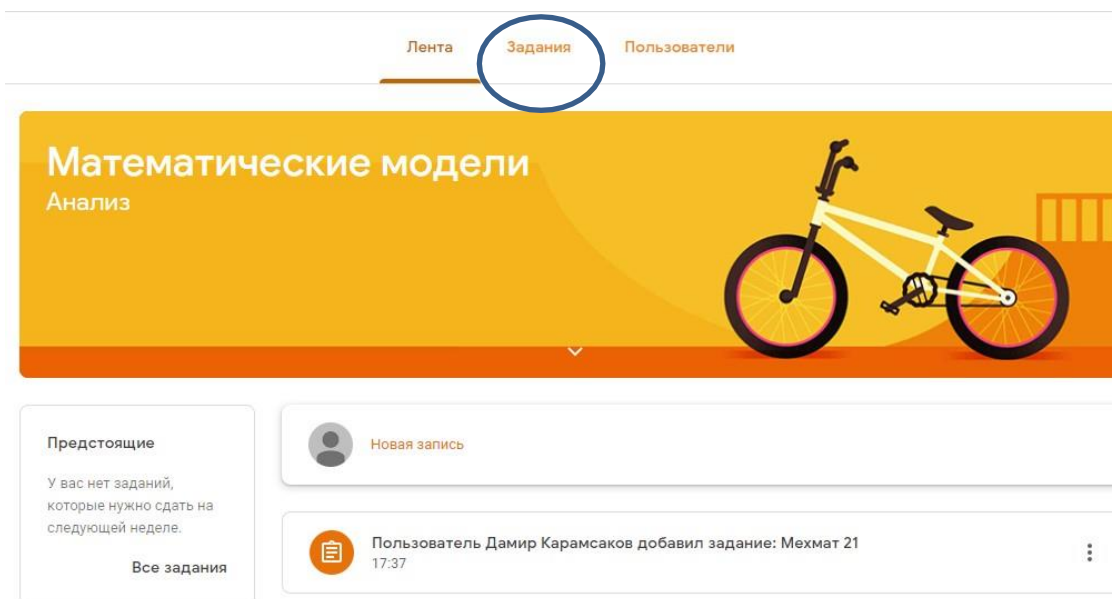 Лента Задания Пользователи
Математические модели
Анализ
Предстоящие
У вас нет заданий,
которые нужно сдать на
следующей неделе.
Все задания
Новая запись
Пользователь Дамир Карамсаков добавил задание: Мехмат 21
17:37